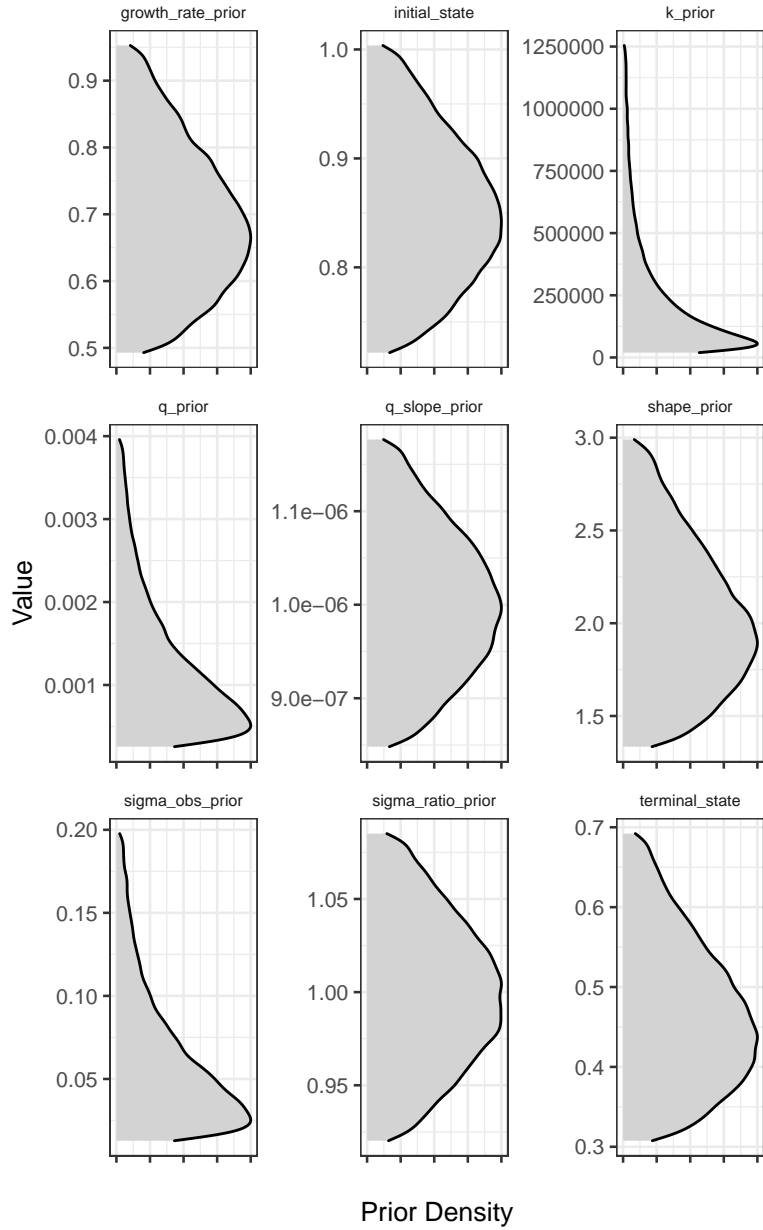 growth_rate_prior
0.9
0.8
0.7
0.6
0.5
initial_state
1.0
0.9
0.8
k_prior
1250000
1000000
750000
500000
250000
0
Value
q_prior
0.004
0.003
0.002
0.001
q_slope_prior
1.1e-06
1.0e-06
9.0e-07
shape_prior
3.0
2.5
2.0
1.5
sigma_obs_prior
0.20
0.15
0.10
0.05
sigma_ratio_prior
1.05
1.00
0.95
terminal_state
0.7
0.6
0.5
0.4
0.3
Prior Density